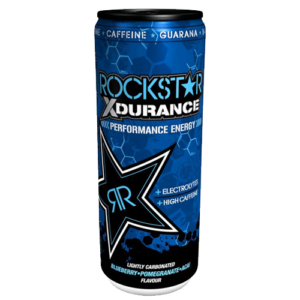 • CAFFEINE • GUARANA •
ROCKSTAR
XDURANCE
PERFORMANCE ENERGY
+ ELECTROLYTES
+ HIGH CAFFEINE
LIGHTLY CARBONATED
BLUEBERRY•POMEGRANATE•ACAI
FLAVOUR